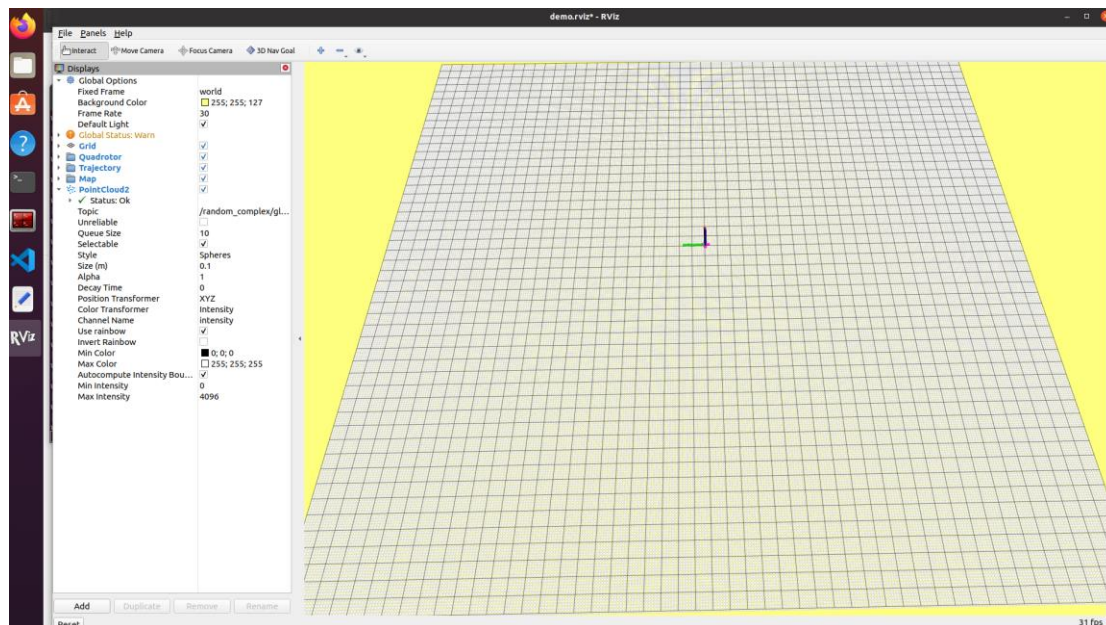 demo.rviz* - RViz
File Panels Help
Interact Move Camera Focus Camera 3D Nav Goal
Displays
Global Options
Fixed Frame world
Background Color 255; 255; 127
Frame Rate 30
Default Light
Global Status: Warn
Grid
Quadrotor
Trajectory
Map
PointCloud2
Status: Ok
Topic /random_complex/gl...
Unreliable
Queue Size 10
Selectable
Style Spheres
Size (m) 0.1
Alpha 1
Decay Time 0
Position Transformer XYZ
Color Transformer Intensity
Channel Name intensity
Use rainbow
Invert Rainbow
Min Color 0; 0; 0
Max Color 255; 255; 255
Autocompute Intensity Bou...
Min Intensity 0
Max Intensity 4096
RViz
Add Duplicate Remove Rename
Reset 31 fps